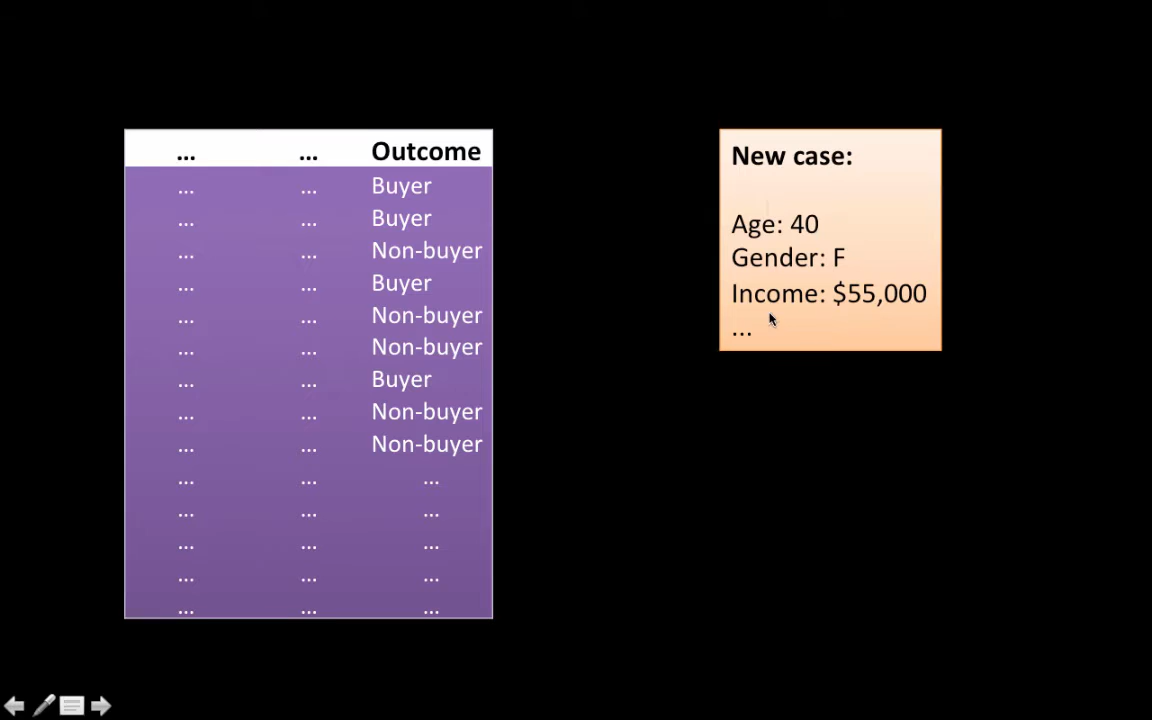 ... ... Outcome
... ... Buyer
... ... Buyer
... ... Non-buyer
... ... Buyer
... ... Non-buyer
... ... Non-buyer
... ... Buyer
... ... Non-buyer
... ... Non-buyer
... ... ...
... ... ...
... ... ...
... ... ...
... ... ...
New case:
Age: 40
Gender: F
Income: $55,000
...